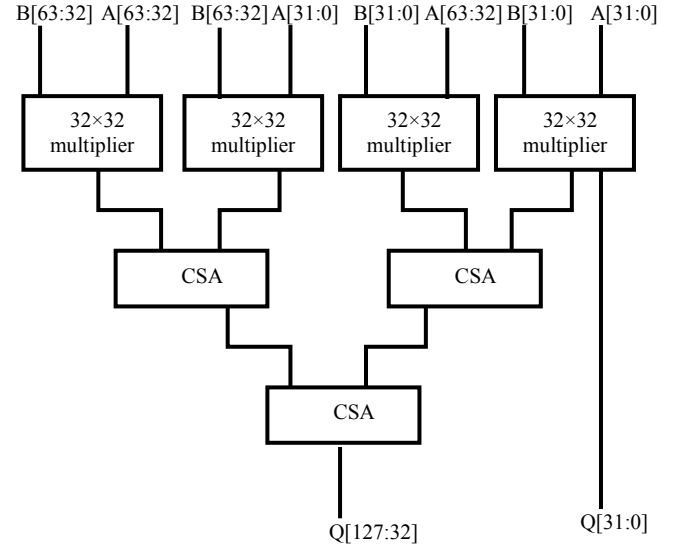 B[63:32] A[63:32] B[63:32] A[31:0] B[31:0] A[63:32] B[31:0] A[31:0]
32×32
multiplier
32×32
multiplier
32×32
multiplier
32×32
multiplier
CSA
CSA
CSA
Q[127:32]
Q[31:0]